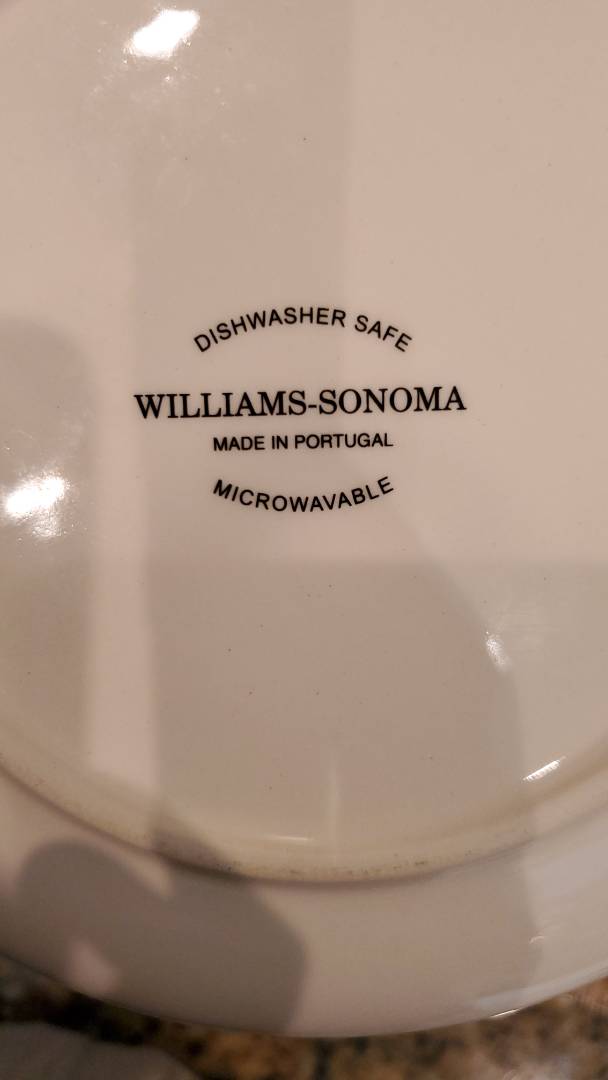 DISHWASHER SAFE
WILLIAMS-SONOMA
MADE IN PORTUGAL
MICROWAVABLE